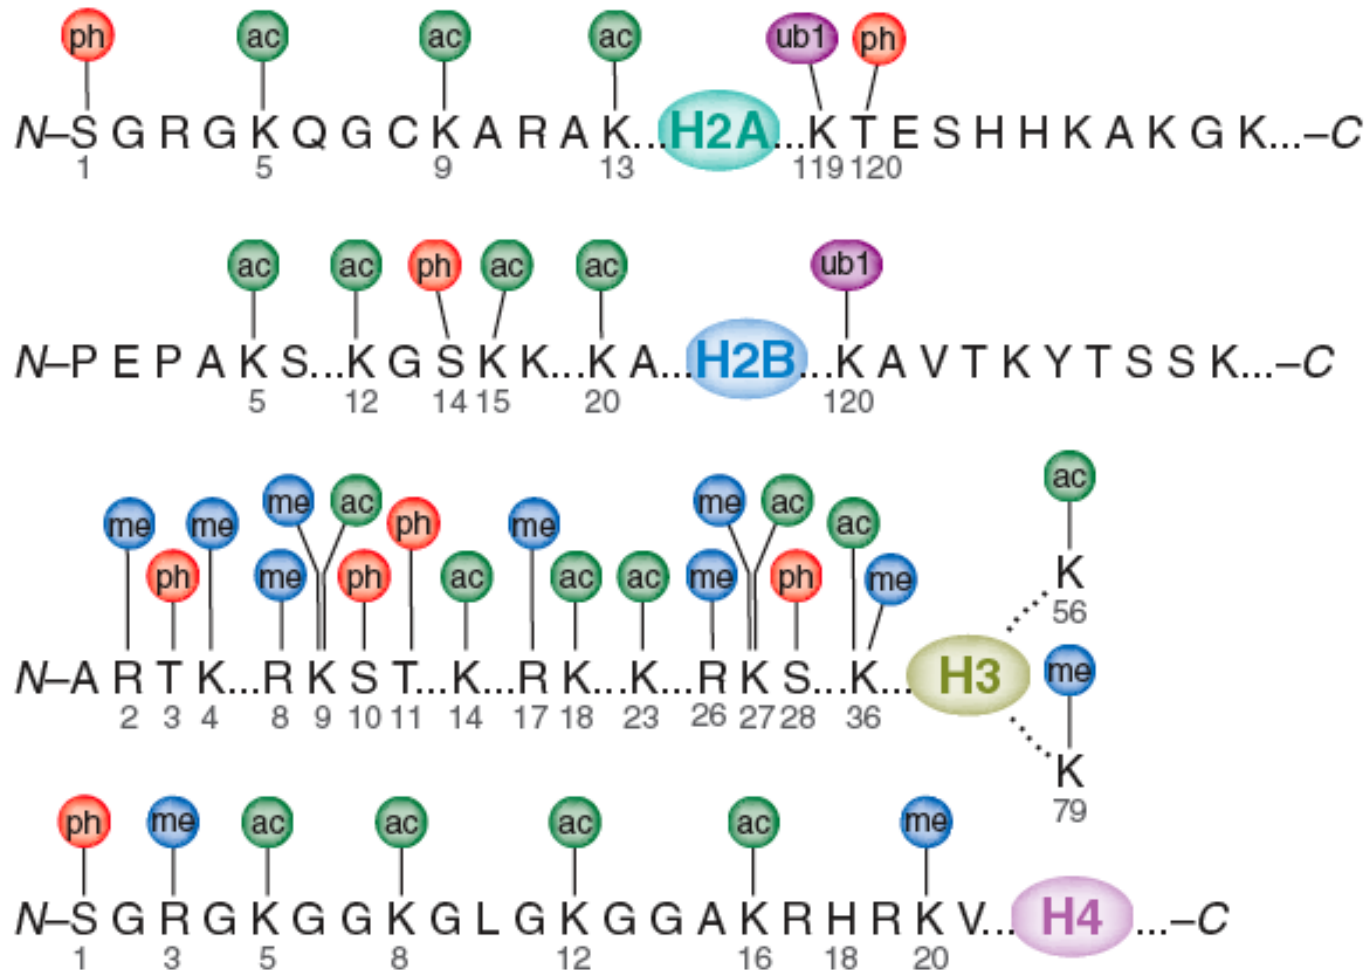 ph ac ac ac ub1 ph
N–S G R G K Q G C K A R A K... H2A ...K T E S H H K A K G K...–C
1 5 9 13 119 120
ac ac ph ac ac ub1
N–P E P A K S...K G S K K...K A... H2B ...K A V T K Y T S S K...–C
5 12 14 15 20 120
ac
me me me ac ph me me ac ac
ph me ph ac ac ac me ph me
K
56
N–A R T K...R K S T...K...R K...K...R K S...K... H3
me
2 3 4 8 9 10 11 14 17 18 23 26 27 28 36
K
79
ph me ac ac ac ac me
N–S G R G K G G K G L G K G G A K R H R K V... H4 ...–C
1 3 5 8 12 16 18 20